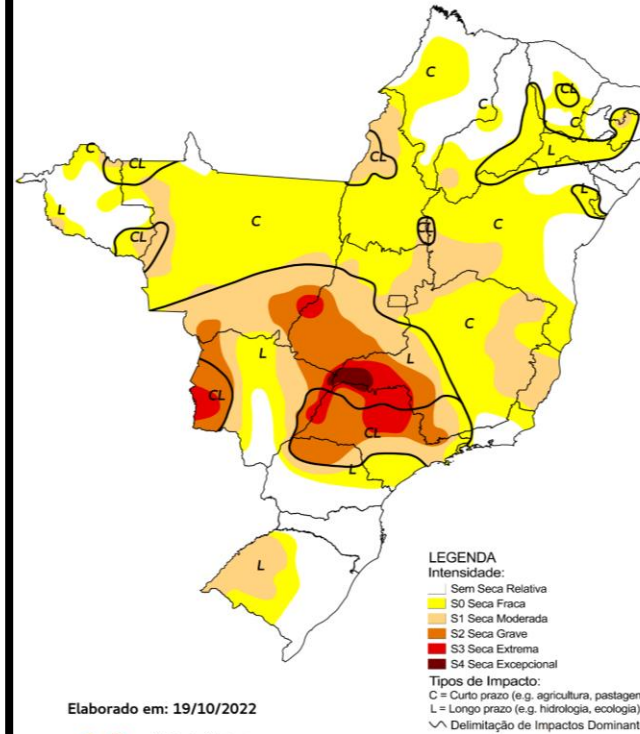 C
C
CL
C
CL
L
C
CL
L
L
CL
C
C
CL
C
L
L
CL
CL
L
L
LEGENDA
Intensidade:
Sem Seca Relativa
S0 Seca Fraca
S1 Seca Moderada
S2 Seca Grave
S3 Seca Extrema
S4 Seca Excepcional
Tipos de Impacto:
C = Curto prazo (e.g. agricultura, pastagen
L = Longo prazo (e.g. hidrologia, ecologia)
Delimitação de Impactos Dominant
Elaborado em: 19/10/2022